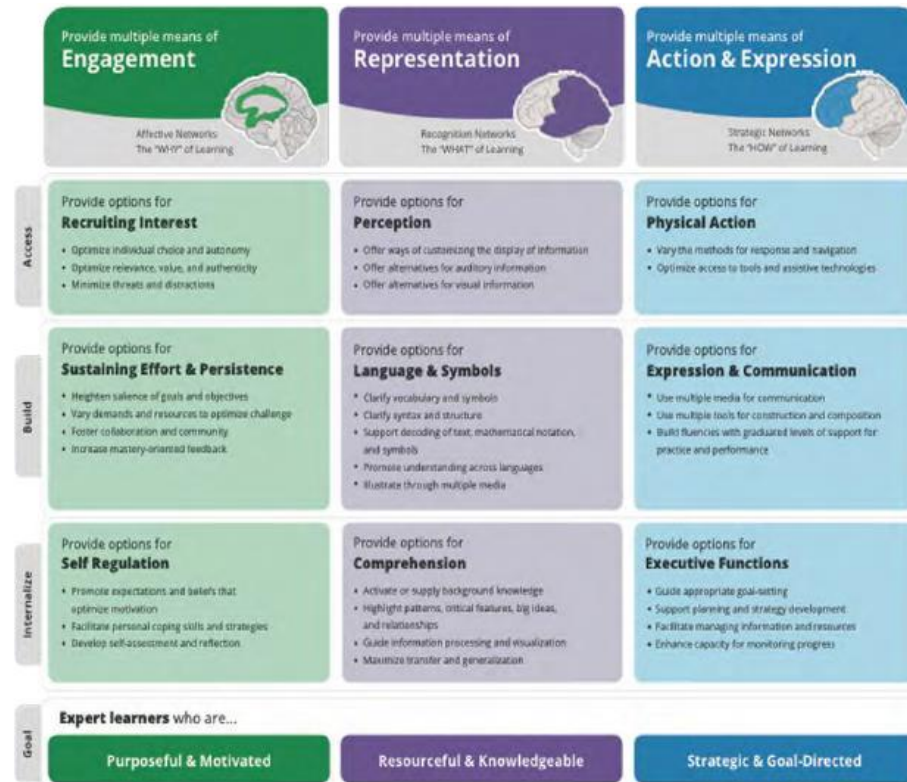 Provide multiple means of
Engagement
Affective Networks
The "WHY" of Learning
Provide multiple means of
Representation
Recognition Networks
The "WHAT" of Learning
Provide multiple means of
Action & Expression
Strategic Networks
The "HOW" of Learning
Access
Provide options for
Recruiting Interest
• Optimize individual choice and autonomy
• Optimize relevance, value, and authenticity
• Minimize threats and distractions
Provide options for
Perception
• Offer ways of customizing the display of information
• Offer alternatives for auditory information
• Offer alternatives for visual information
Provide options for
Physical Action
• Vary the methods for response and navigation
• Optimize access to tools and assistive technologies
Build
Provide options for
Sustaining Effort & Persistence
• Heighten salience of goals and objectives
• Vary demands and resources to optimize challenge
• Foster collaboration and community
• Increase mastery-oriented feedback
Provide options for
Language & Symbols
• Clarify vocabulary and symbols
• Clarify syntax and structure
• Support decoding of text, mathematical notation,
and symbols
• Promote understanding across languages
• Illustrate through multiple media
Provide options for
Expression & Communication
• Use multiple media for communication
• Use multiple tools for construction and composition
• Build fluencies with graduated levels of support for
practice and performance
Internalize
Provide options for
Self Regulation
• Promote expectations and beliefs that
optimize motivation
• Facilitate personal coping skills and strategies
• Develop self-assessment and reflection
Provide options for
Comprehension
• Activate or supply background knowledge
• Highlight patterns, critical features, big ideas,
and relationships
• Guide information processing and visualization
• Maximize transfer and generalization
Provide options for
Executive Functions
• Guide appropriate goal-setting
• Support planning and strategy development
• Facilitate managing information and resources
• Enhance capacity for monitoring progress
Goal
Expert learners who are...
Purposeful & Motivated
Resourceful & Knowledgeable
Strategic & Goal-Directed